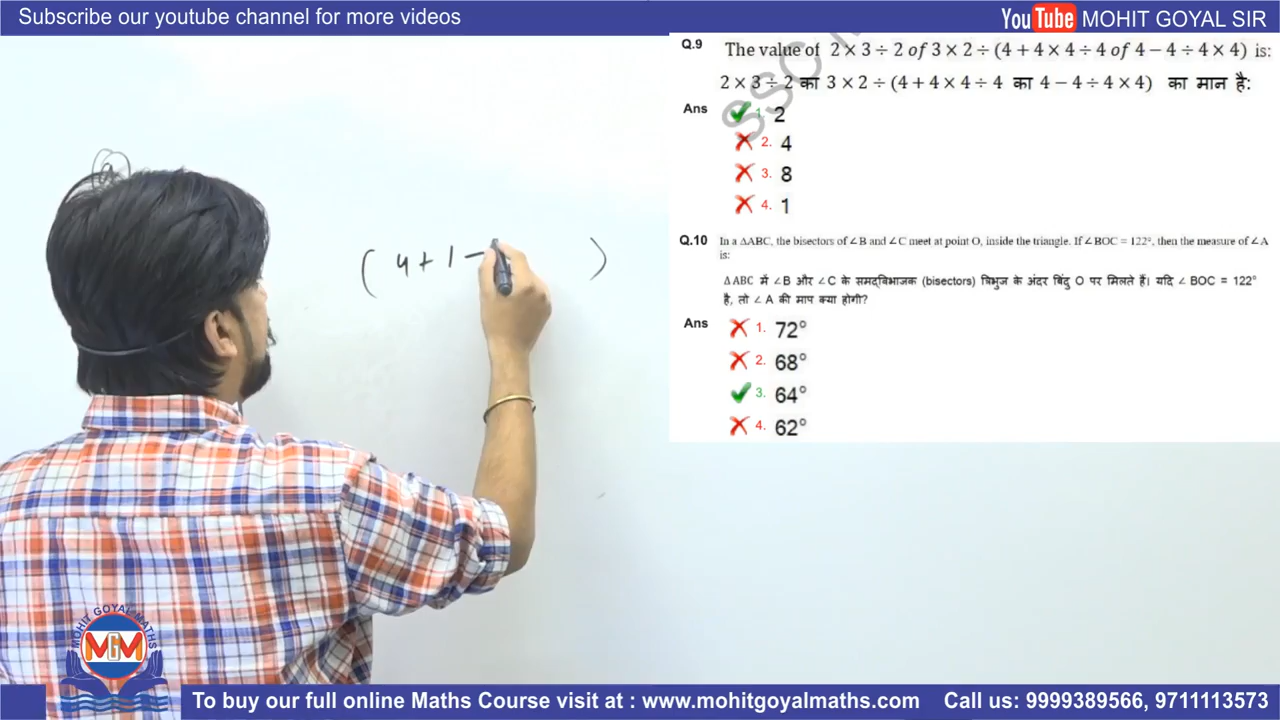 Subscribe our youtube channel for more videos
YouTube MOHIT GOYAL SIR
Q.9 The value of 2 × 3 ÷ 2 of 3 × 2 ÷ (4 + 4 × 4 ÷ 4 of 4 − 4 ÷ 4 × 4) is:
2 × 3 ÷ 2 का 3 × 2 ÷ (4 + 4 × 4 ÷ 4 का 4 − 4 ÷ 4 × 4) का मान है:
Ans 1. 2
2. 4
3. 8
4. 1
Q.10 In a ΔABC, the bisectors of ∠B and ∠C meet at point O, inside the triangle. If ∠BOC = 122°, then the measure of ∠A
is:
ΔABC में ∠B और ∠C के समद्विभाजक (bisectors) त्रिभुज के अंदर बिंदु O पर मिलते हैं। यदि ∠ BOC = 122°
है, तो ∠ A की माप क्या होगी?
Ans 1. 72°
2. 68°
3. 64°
4. 62°
( 4 + 1 − )
MOHIT GOYAL MATHS
MGM
To buy our full online Maths Course visit at : www.mohitgoyalmaths.com Call us: 9999389566, 9711113573